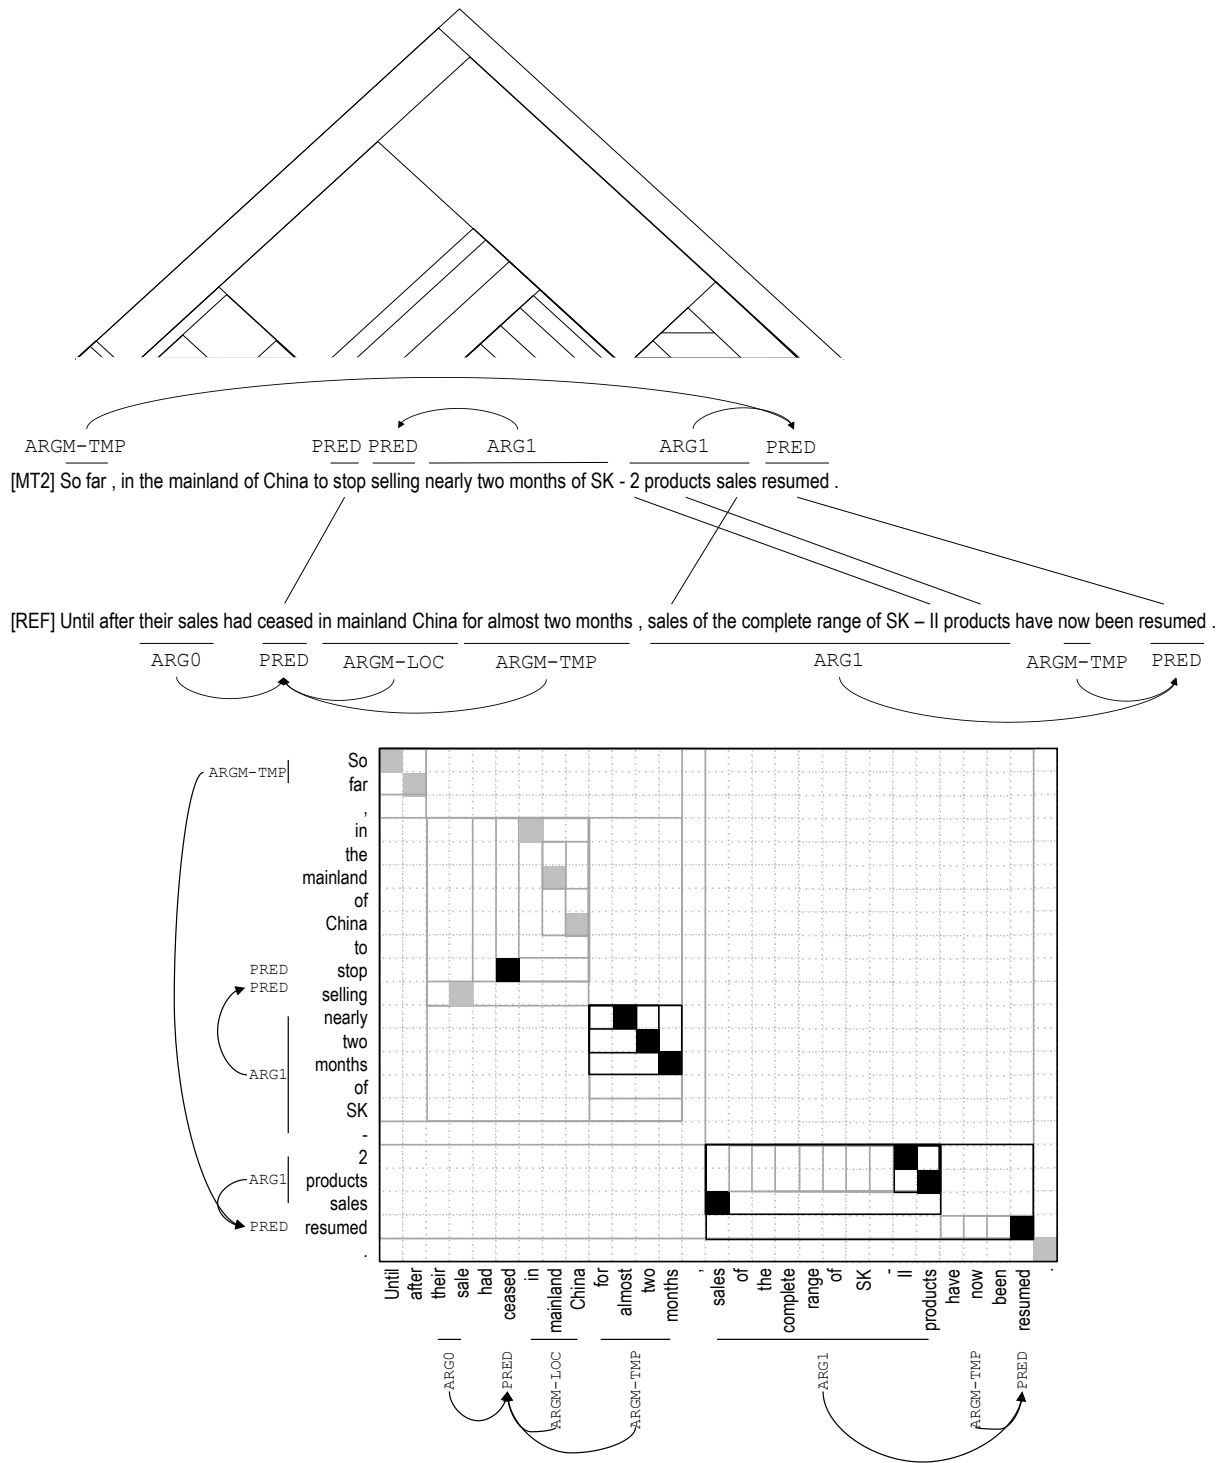 ARGM-TMP PRED PRED ARG1 ARG1 PRED
[MT2] So far , in the mainland of China to stop selling nearly two months of SK - 2 products sales resumed .
[REF] Until after their sales had ceased in mainland China for almost two months , sales of the complete range of SK – II products have now been resumed .
ARG0 PRED ARGM-LOC ARGM-TMP ARG1 ARGM-TMP PRED
So
ARGM-TMP
far
,
in
the
mainland
of
China
to
PRED stop
PRED selling
nearly
two
months
ARG1
of
SK
-
2
ARG1 products
sales
PRED resumed
.
Until after their sale had ceased in mainland China for almost two months , sales of the complete range of SK - II products have now been resumed .
ARG0 PRED ARGM-LOC ARGM-TMP ARG1 ARGM-TMP PRED